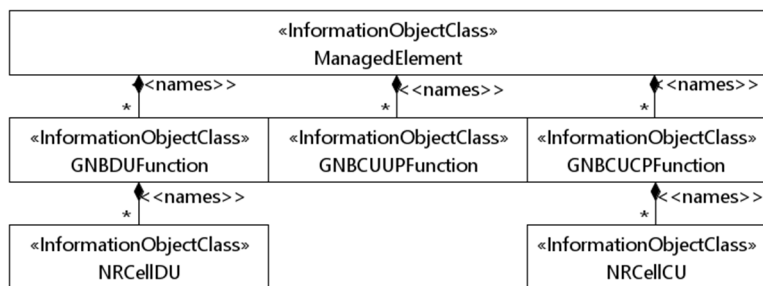 «InformationObjectClass»
ManagedElement
<<names>> <<names>> <<names>>
* * *
«InformationObjectClass» «InformationObjectClass» «InformationObjectClass»
GNBDUFunction GNBCUUPFunction GNBCUCPFunction
<<names>> <<names>>
* *
«InformationObjectClass» «InformationObjectClass»
NRCellDU NRCellCU